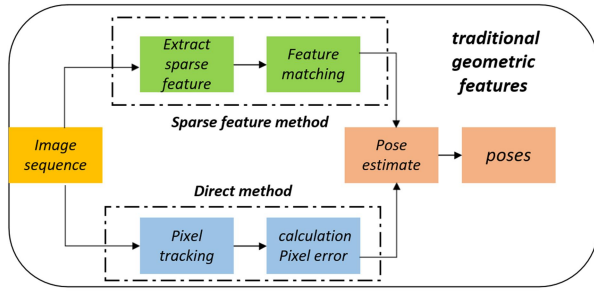 Extract
sparse
feature
Feature
matching
traditional
geometric
features
Sparse feature method
Image
sequence
Pose
estimate
poses
Direct method
Pixel
tracking
calculation
Pixel error